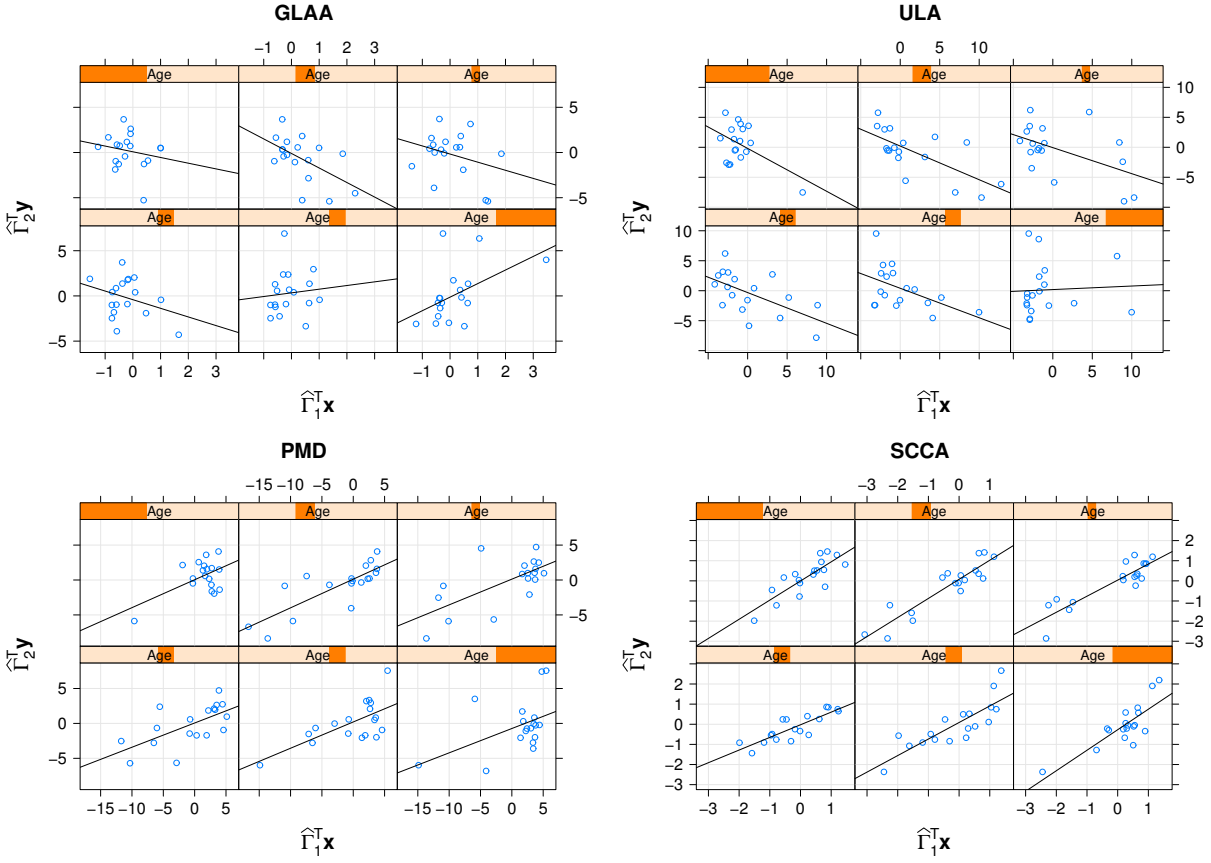 GLAA
−1 0 1 2 3
Age Age Age
5
0
−5
Age Age Age
5
0
−5
−1 0 1 2 3 −1 0 1 2 3
Γ̂₁ᵀx
Γ̂₂ᵀy
ULA
0 10
Age Age Age
10
5
0
−5
Age Age Age
10
5
0
−5
0 10 0 10
Γ̂₁ᵀx
Γ̂₂ᵀy
PMD
−15 −10 −5 0 5
Age Age Age
5
0
−5
Age Age Age
5
0
−5
−15 −10 −5 0 5 −15 −10 −5 0 5
Γ̂₁ᵀx
Γ̂₂ᵀy
SCCA
−3 −2 −1 0 1
Age Age Age
2
1
0
−1
−2
−3
Age Age Age
2
1
0
−1
−2
−3
−3 −2 −1 0 1 −3 −2 −1 0 1
Γ̂₁ᵀx
Γ̂₂ᵀy